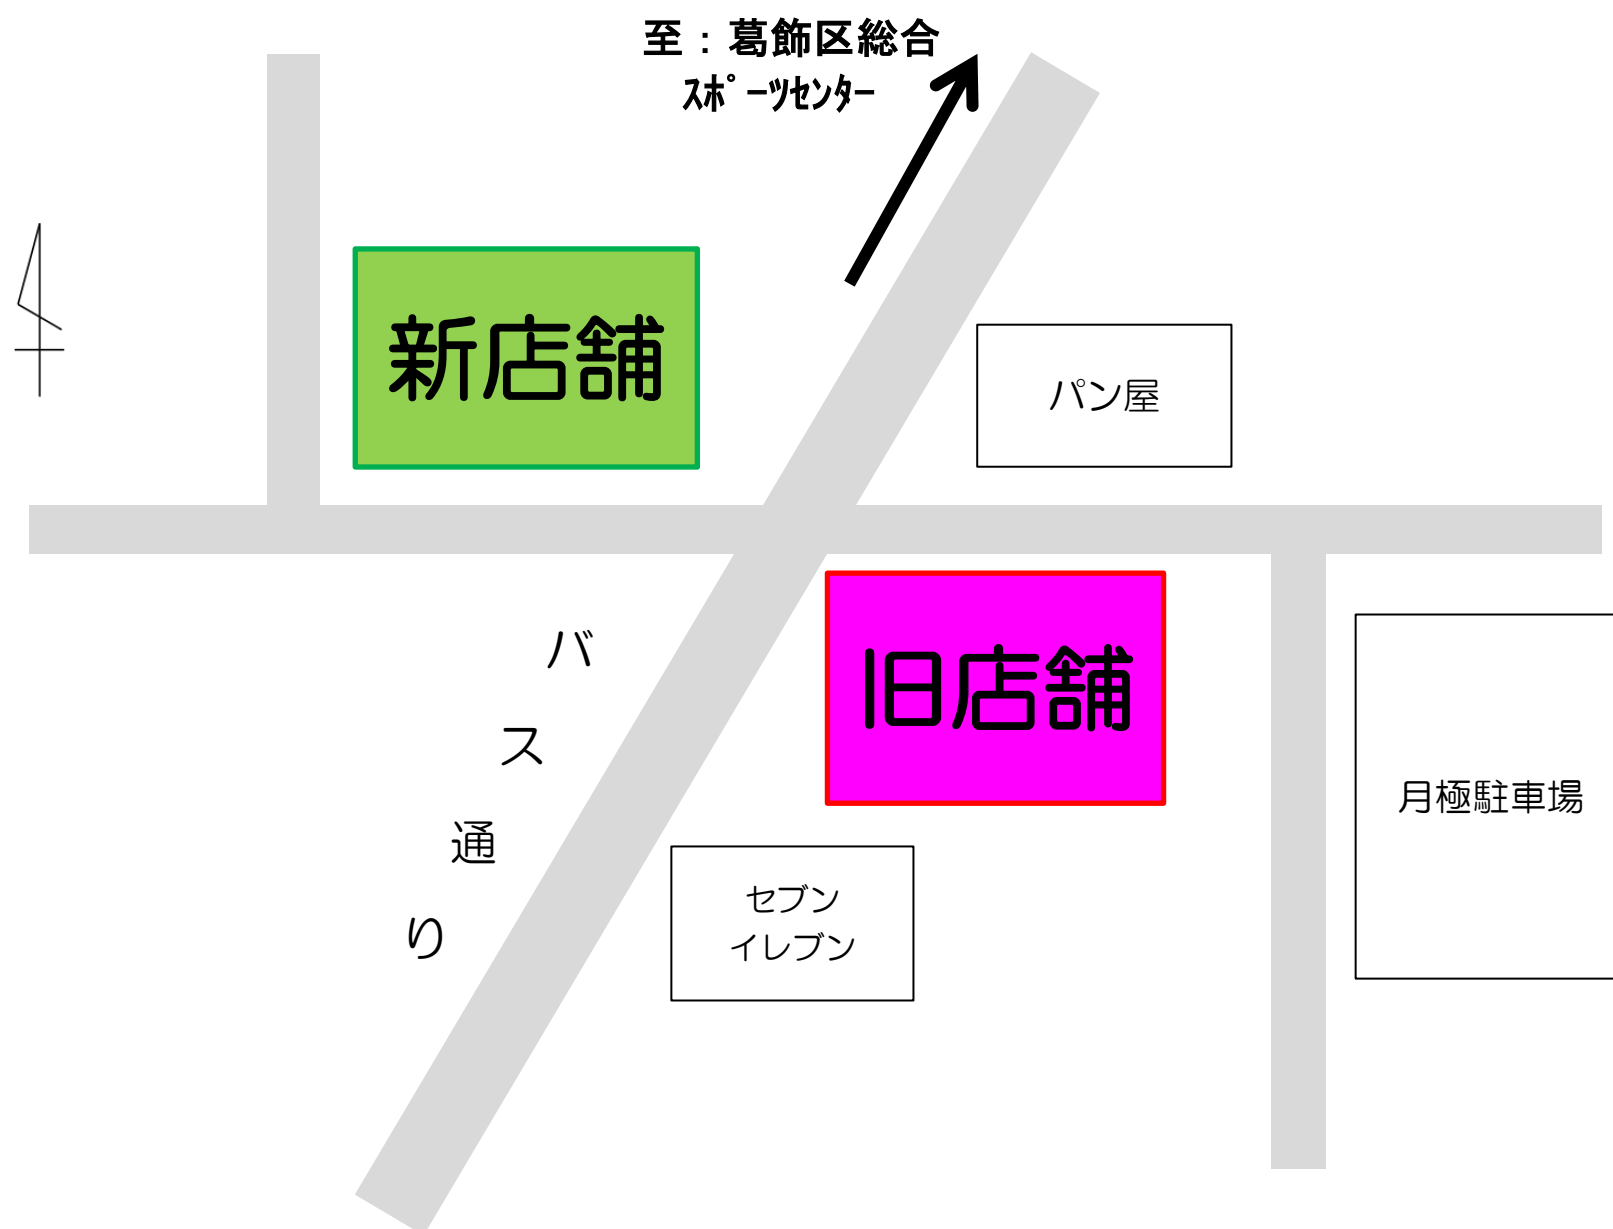 至：葛飾区総合
ｽﾎﾟｰﾂｾﾝﾀｰ
新店舗
パン屋
旧店舗
バス通り
月極駐車場
セブン
イレブン